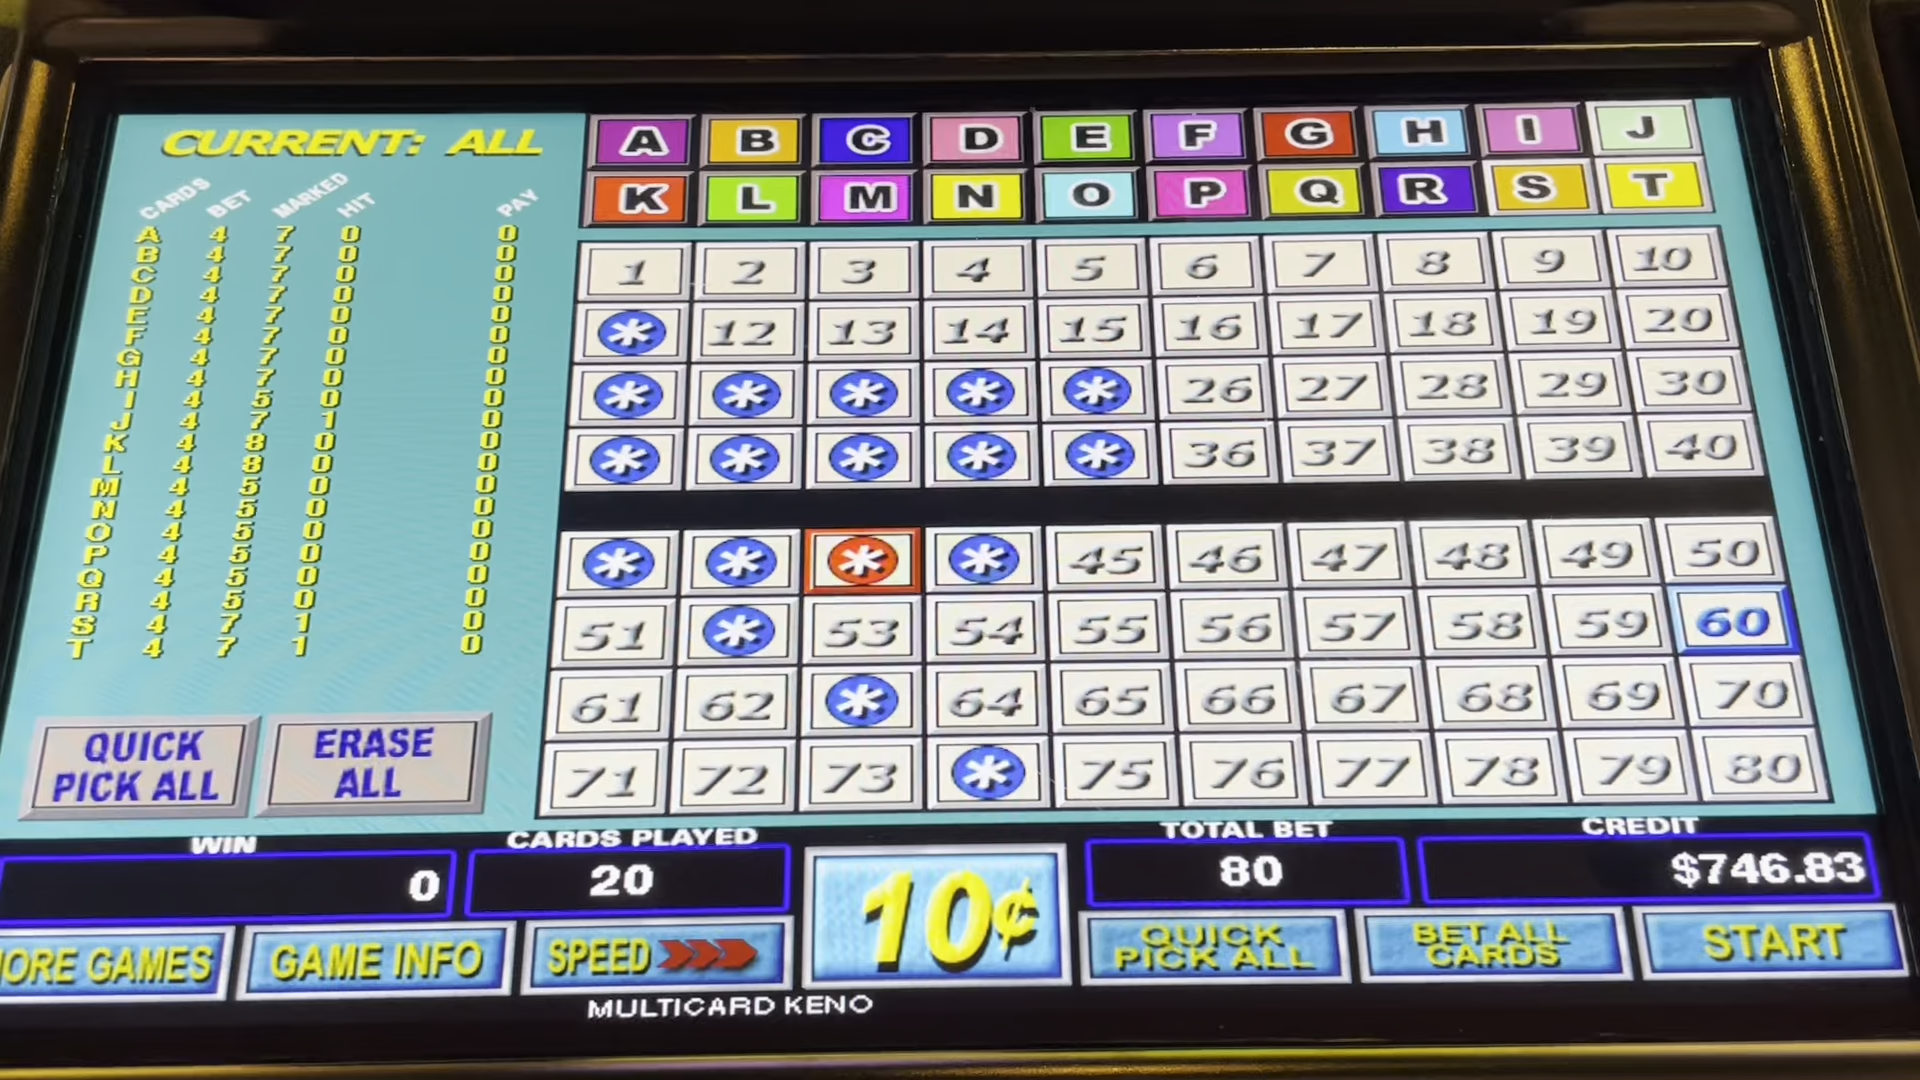 CURRENT: ALL
CARDS BET MARKED HIT PAY
A 4 7 0 0
B 4 7 0 0
C 4 7 0 0
D 4 7 0 0
E 4 7 0 0
F 4 7 0 0
G 4 7 0 0
H 4 7 0 0
I 4 5 0 0
J 4 7 1 0
K 4 8 0 0
L 4 8 0 0
M 4 5 0 0
N 4 5 0 0
O 4 5 0 0
P 4 5 0 0
Q 4 5 0 0
R 4 5 0 0
S 4 7 1 0
T 4 7 1 0
QUICK PICK ALL
ERASE ALL
A B C D E F G H I J
K L M N O P Q R S T
1 2 3 4 5 6 7 8 9 10
* 12 13 14 15 16 17 18 19 20
* * * * * 26 27 28 29 30
* * * * * 36 37 38 39 40
* * * * 45 46 47 48 49 50
51 * 53 54 55 56 57 58 59 60
61 62 * 64 65 66 67 68 69 70
71 72 73 * 75 76 77 78 79 80
WIN CARDS PLAYED TOTAL BET CREDIT
0 20 10¢ 80 $746.83
ORE GAMES
GAME INFO
SPEED
QUICK PICK ALL
BET ALL CARDS
START
MULTICARD KENO